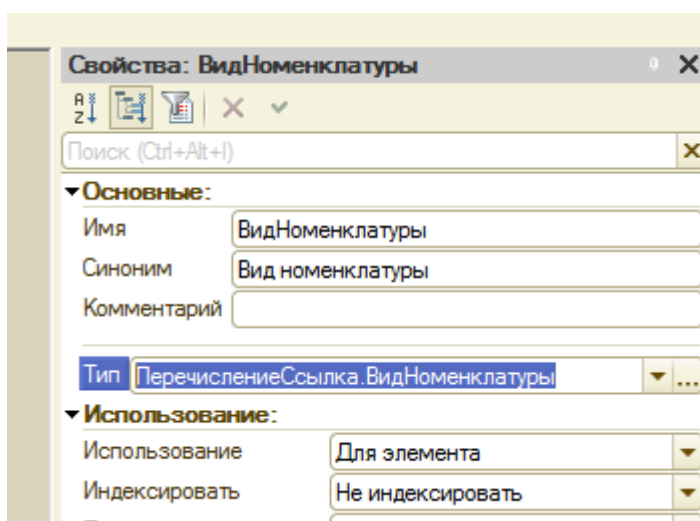 Свойства: ВидНоменклатуры
Поиск (Ctrl+Alt+I)
Основные:
Имя ВидНоменклатуры
Синоним Вид номенклатуры
Комментарий
Тип ПеречислениеСсылка.ВидНоменклатуры ...
Использование:
Использование Для элемента
Индексировать Не индексировать